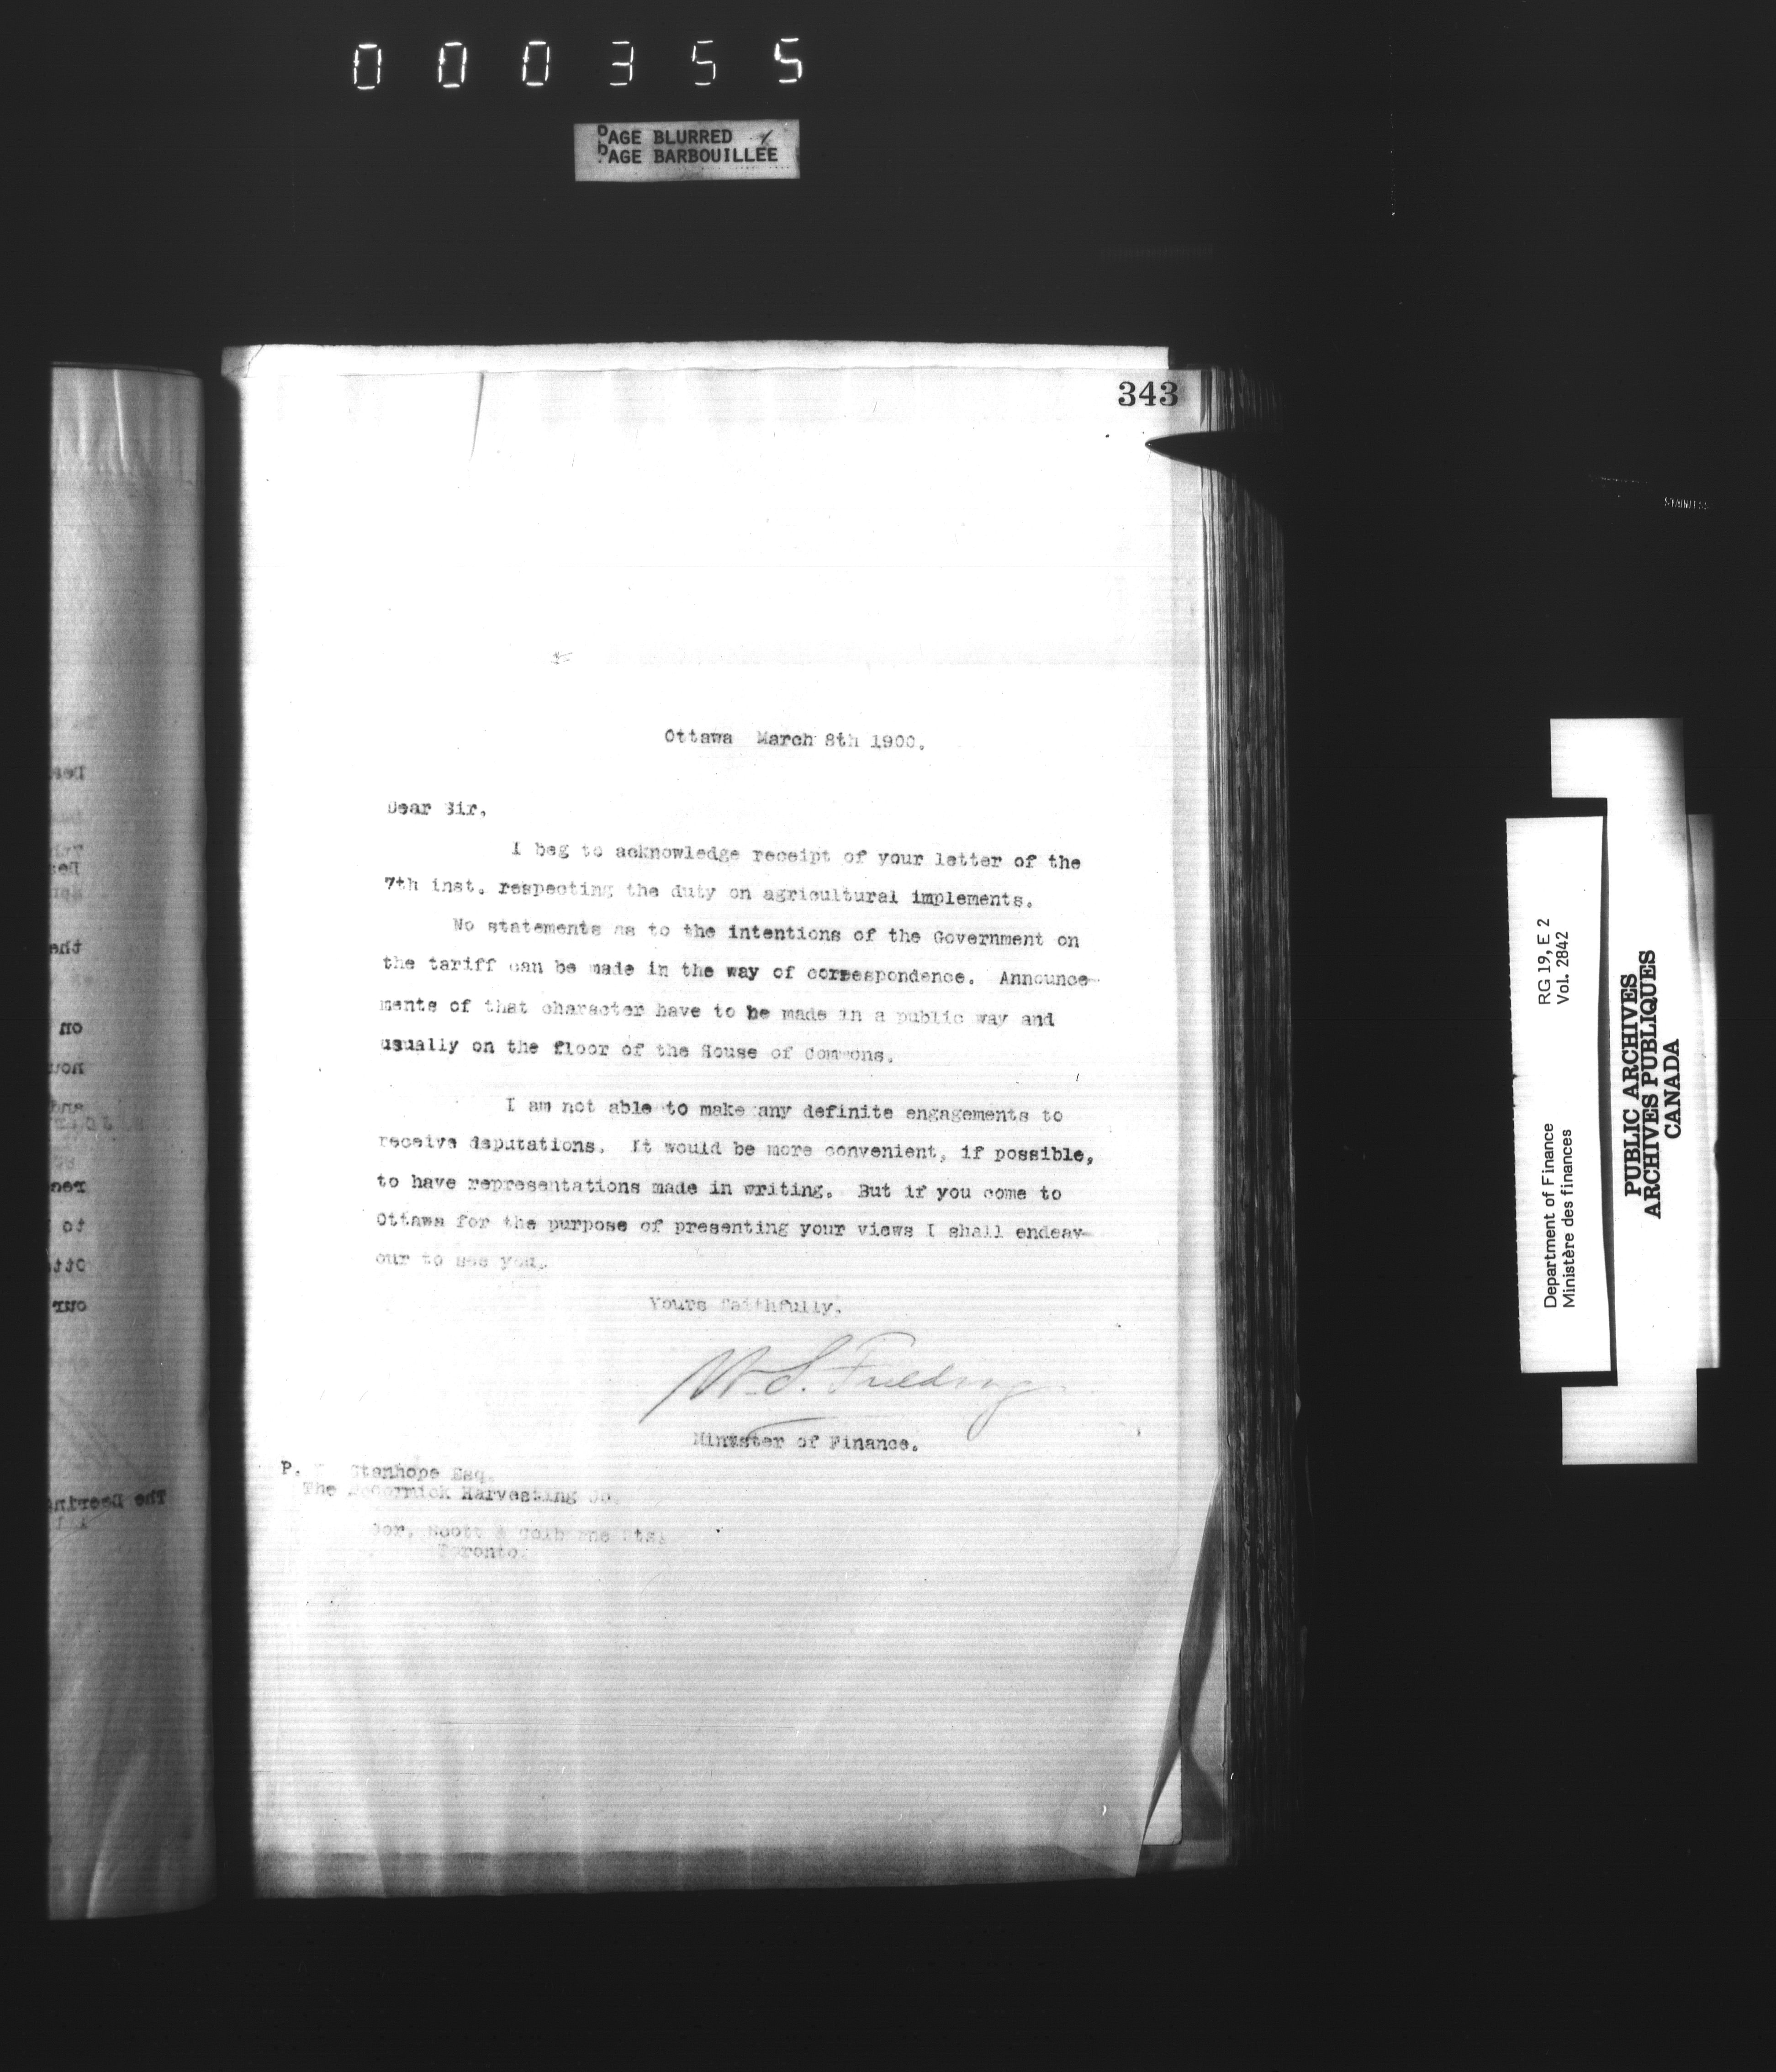 000355
PAGE BLURRED
PAGE BARBOUILLÉE
343
Ottawa March 8th 1900.
Dear Sir,
I beg to acknowledge receipt of your letter of the
7th inst. respecting the duty on agricultural implements.
No statements as to the intentions of the Government on
the tariff can be made in the way of correspondence. Announce-
ments of that character have to be made in a public way and
usually on the floor of the House of Commons.
I am not able to make any definite engagements to
receive deputations. It would be more convenient, if possible,
to have representations made in writing. But if you come to
Ottawa for the purpose of presenting your views I shall endeav-
our to see you.
Yours faithfully,
W. S. Fielding
Minister of Finance.
P. Stanhope Esq.
The McCormick Harvesting Co.
Cor. Scott & Colborne Sts,
Toronto.
RG 19, E 2
Vol. 2842
Department of Finance
Ministère des finances
PUBLIC ARCHIVES
ARCHIVES PUBLIQUES
CANADA